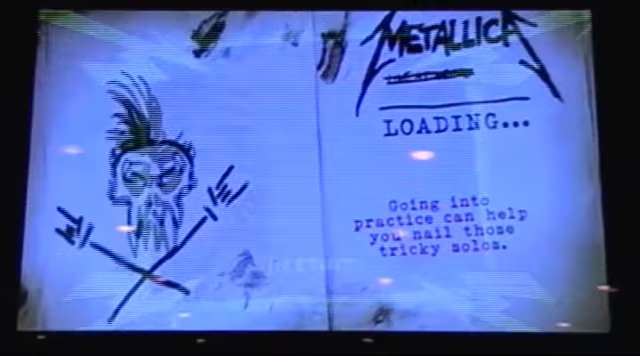 METALLICA
LOADING...
Going into
practice can help
you nail those
tricky solos.